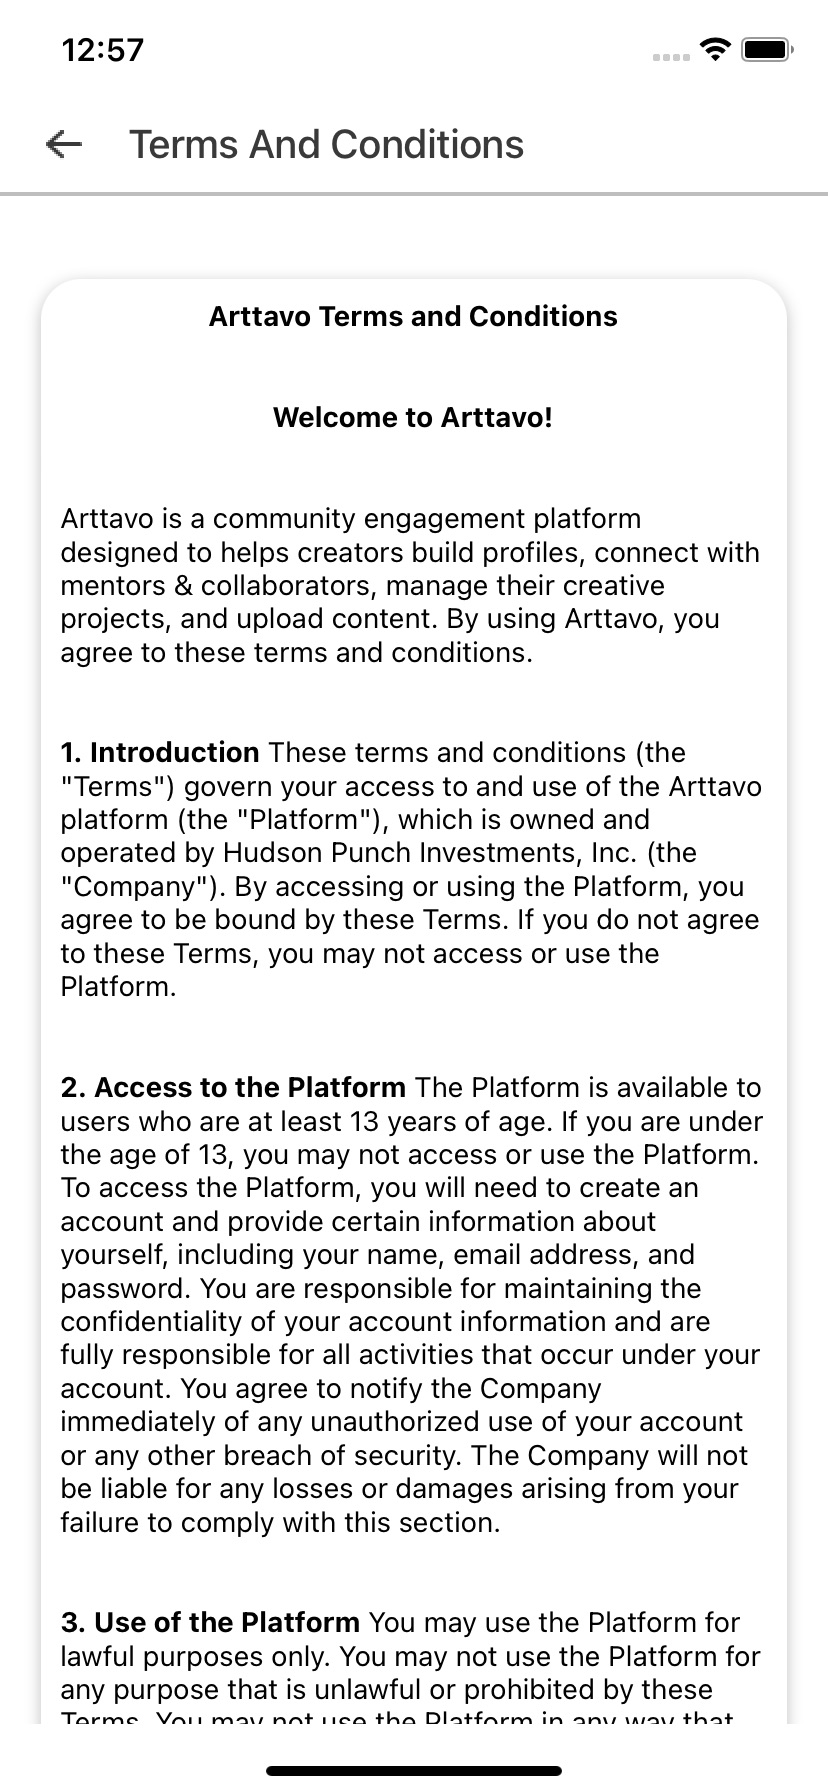 12:57
Terms And Conditions
Arttavo Terms and Conditions
Welcome to Arttavo!
Arttavo is a community engagement platform
designed to helps creators build profiles, connect with
mentors & collaborators, manage their creative
projects, and upload content. By using Arttavo, you
agree to these terms and conditions.
1. Introduction These terms and conditions (the
"Terms") govern your access to and use of the Arttavo
platform (the "Platform"), which is owned and
operated by Hudson Punch Investments, Inc. (the
"Company"). By accessing or using the Platform, you
agree to be bound by these Terms. If you do not agree
to these Terms, you may not access or use the
Platform.
2. Access to the Platform The Platform is available to
users who are at least 13 years of age. If you are under
the age of 13, you may not access or use the Platform.
To access the Platform, you will need to create an
account and provide certain information about
yourself, including your name, email address, and
password. You are responsible for maintaining the
confidentiality of your account information and are
fully responsible for all activities that occur under your
account. You agree to notify the Company
immediately of any unauthorized use of your account
or any other breach of security. The Company will not
be liable for any losses or damages arising from your
failure to comply with this section.
3. Use of the Platform You may use the Platform for
lawful purposes only. You may not use the Platform for
any purpose that is unlawful or prohibited by these
Terms. You may not use the Platform in any way that